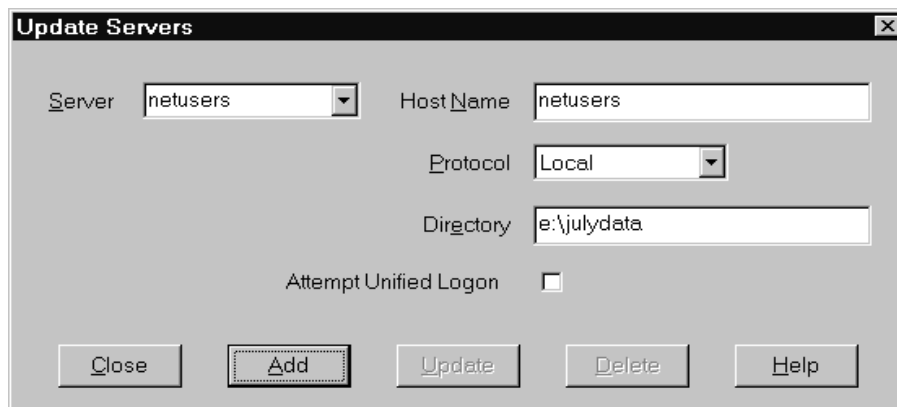 Update Servers
Server netusers Host Name netusers
Protocol Local
Directory e:\julydata
Attempt Unified Logon
Close Add Update Delete Help